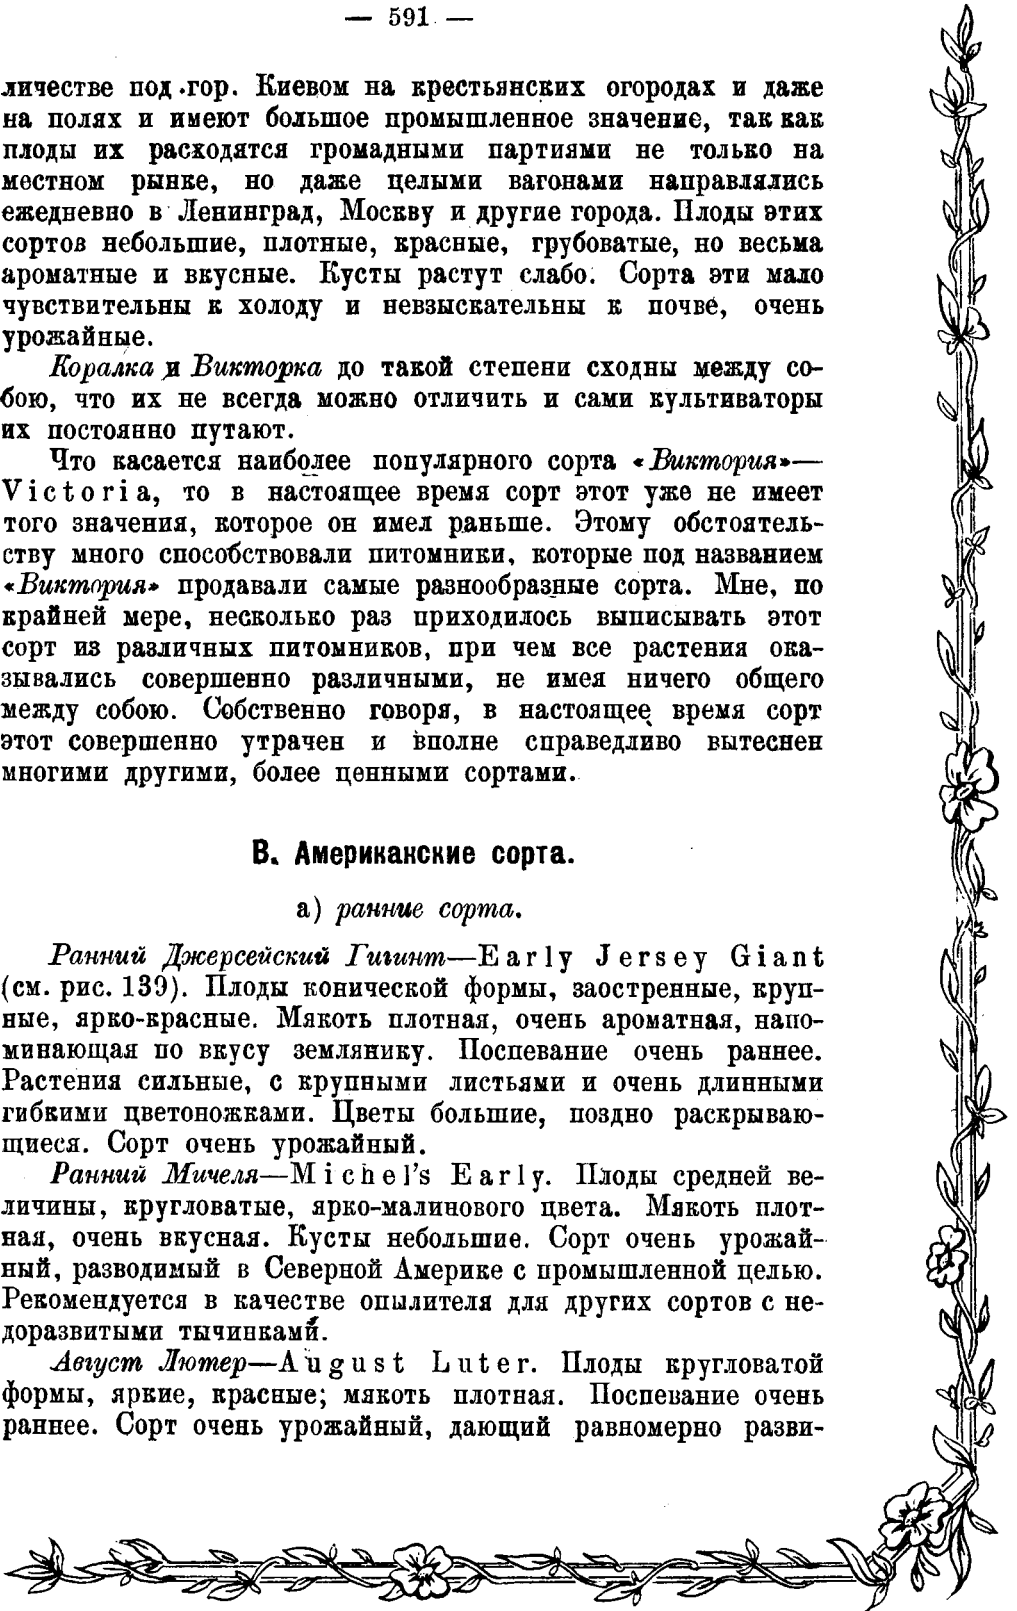 — 591 —
личестве под гор. Киевом на крестьянских огородах и даже
на полях и имеют большое промышленное значение, так как
плоды их расходятся громадными партиями не только на
местном рынке, но даже целыми вагонами направлялись
ежедневно в Ленинград, Москву и другие города. Плоды этих
сортов небольшие, плотные, красные, грубоватые, но весьма
ароматные и вкусные. Кусты растут слабо. Сорта эти мало
чувствительны к холоду и невзыскательны к почве, очень
урожайные.
Коралка и Викторка до такой степени сходны между со-
бою, что их не всегда можно отличить и сами культиваторы
их постоянно путают.
Что касается наиболее популярного сорта «Виктория»—
Victoria, то в настоящее время сорт этот уже не имеет
того значения, которое он имел раньше. Этому обстоятель-
ству много способствовали питомники, которые под названием
«Виктория» продавали самые разнообразные сорта. Мне, по
крайней мере, несколько раз приходилось выписывать этот
сорт из различных питомников, при чем все растения ока-
зывались совершенно различными, не имея ничего общего
между собою. Собственно говоря, в настоящее время сорт
этот совершенно утрачен и вполне справедливо вытеснен
многими другими, более ценными сортами.
В. Американские сорта.
а) ранние сорта.
Ранний Джерсейский Гигинт—Early Jersey Giant
(см. рис. 139). Плоды конической формы, заостренные, круп-
ные, ярко-красные. Мякоть плотная, очень ароматная, напо-
минающая по вкусу землянику. Поспевание очень раннее.
Растения сильные, с крупными листьями и очень длинными
гибкими цветоножками. Цветы большие, поздно раскрываю-
щиеся. Сорт очень урожайный.
Ранний Мичеля—Michel's Early. Плоды средней ве-
личины, кругловатые, ярко-малинового цвета. Мякоть плот-
ная, очень вкусная. Кусты небольшие. Сорт очень урожай-
ный, разводимый в Северной Америке с промышленной целью.
Рекомендуется в качестве опылителя для других сортов с не-
доразвитыми тычинками.
Август Лютер—August Luter. Плоды кругловатой
формы, яркие, красные; мякоть плотная. Поспевание очень
раннее. Сорт очень урожайный, дающий равномерно разви-